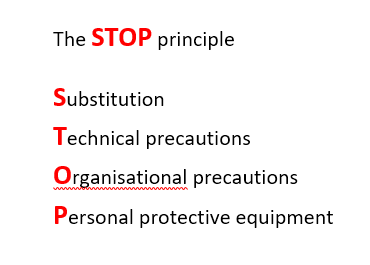 The STOP principle
Substitution
Technical precautions
Organisational precautions
Personal protective equipment